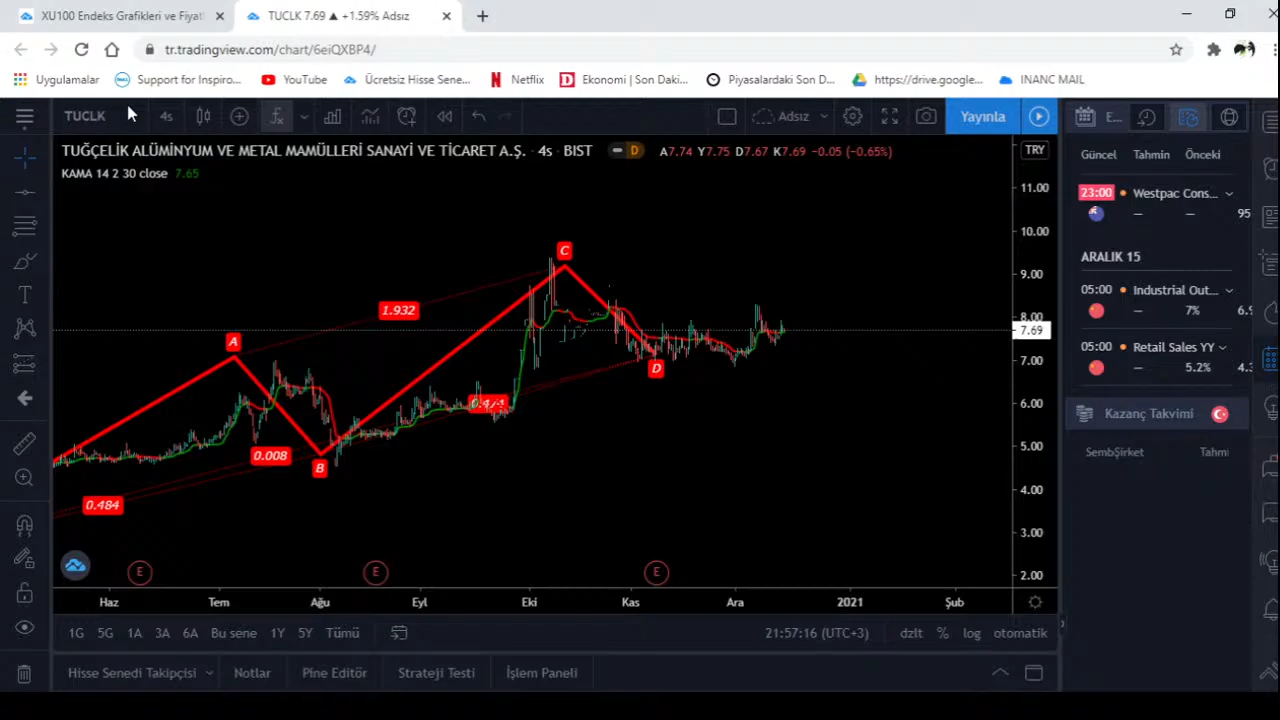 XU100 Endeks Grafikleri ve Fiyatl
TUCLK 7.69 ▲ +1.59% Adsız
tr.tradingview.com/chart/6eiQXBP4/
Uygulamalar
Support for Inspiro...
YouTube
Ücretsiz Hisse Sene...
Netflix
Ekonomi | Son Daki...
Piyasalardaki Son D...
https://drive.google...
INANC MAIL
TUCLK
4s
Adsız
Yayınla
E...
TUĞÇELİK ALÜMİNYUM VE METAL MAMÜLLERİ SANAYİ VE TİCARET A.Ş. · 4s · BIST
D
A7.74 Y7.75 D7.67 K7.69 −0.05 (−0.65%)
TRY
KAMA 14 2 30 close 7.65
Güncel Tahmin Önceki
23:00 Westpac Cons...
— — 95
ARALIK 15
05:00 Industrial Out...
— 7% 6.9
05:00 Retail Sales YY
— 5.2% 4.3
Kazanç Takvimi
SembŞirket Tahmi
11.00
10.00
9.00
8.00
7.69
7.00
6.00
5.00
4.00
3.00
2.00
C
1.932
A
D
0.474
0.008
B
0.484
E
E
E
Haz Tem Ağu Eyl Eki Kas Ara 2021 Şub
1G 5G 1A 3A 6A Bu sene 1Y 5Y Tümü
21:57:16 (UTC+3)
dzlt % log otomatik
Hisse Senedi Takipçisi
Notlar
Pine Editör
Strateji Testi
İşlem Paneli